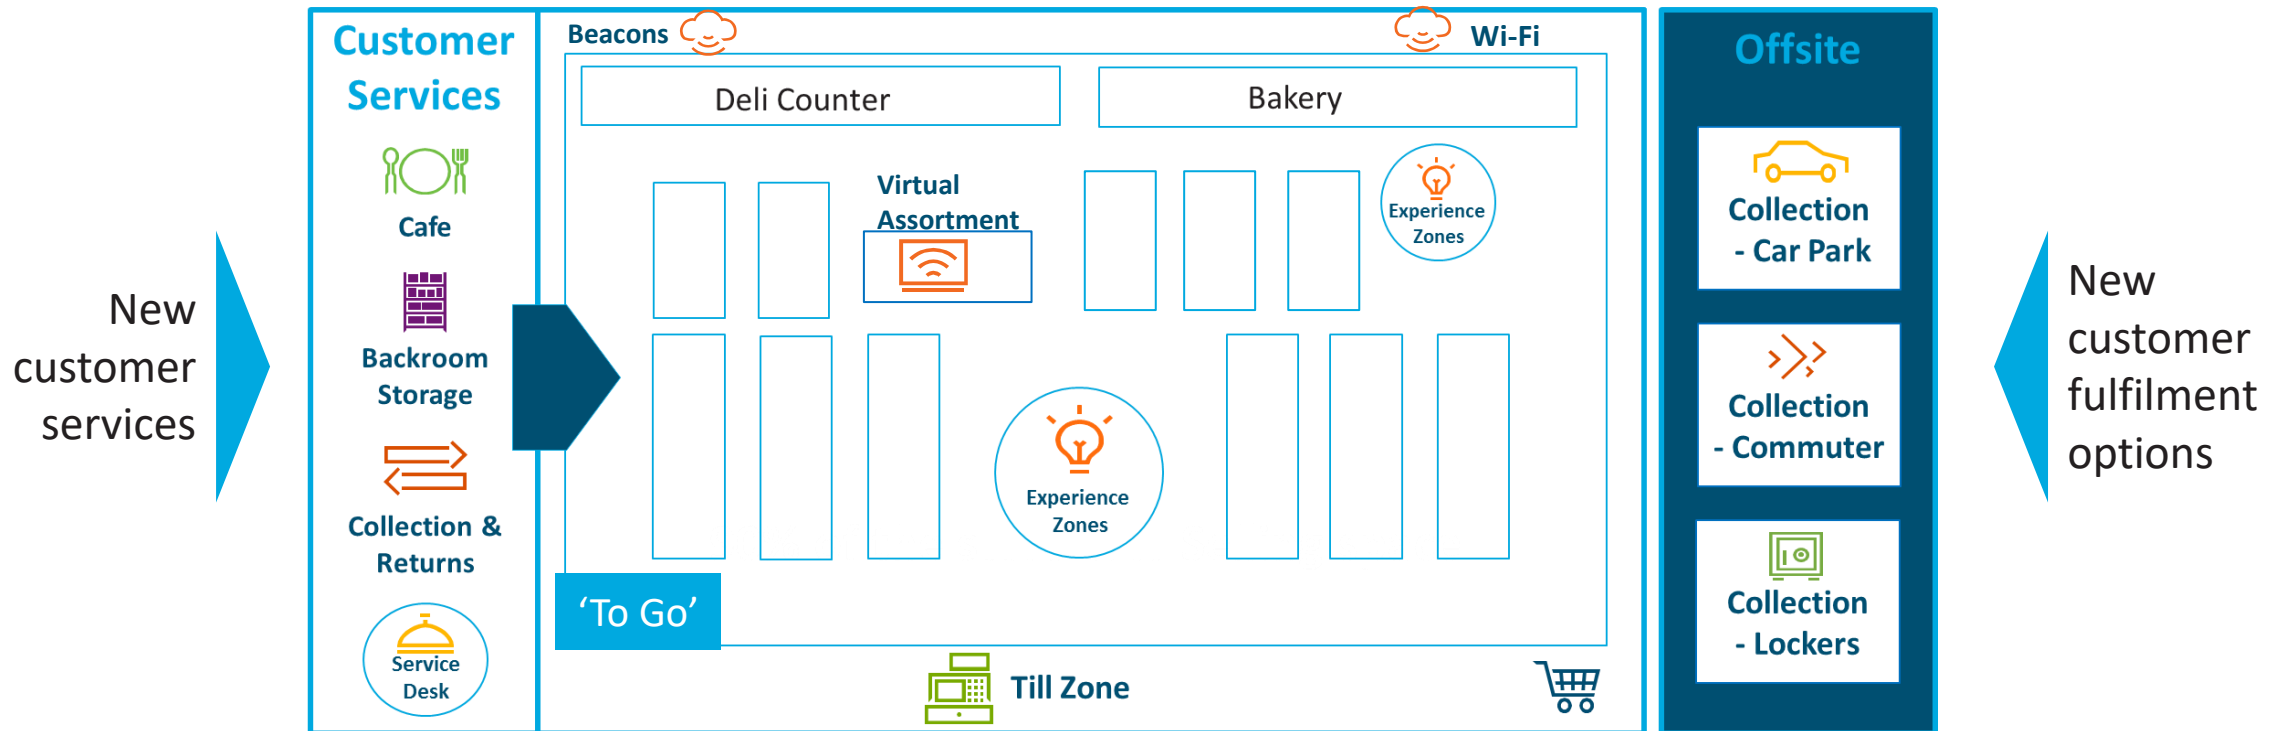 New
customer
services
Customer
Services
Cafe
Backroom
Storage
Collection &
Returns
Service
Desk
Beacons
Wi-Fi
Deli Counter
Bakery
Virtual
Assortment
Experience
Zones
Experience
Zones
‘To Go’
Till Zone
Offsite
Collection
- Car Park
Collection
- Commuter
Collection
- Lockers
New
customer
fulfilment
options